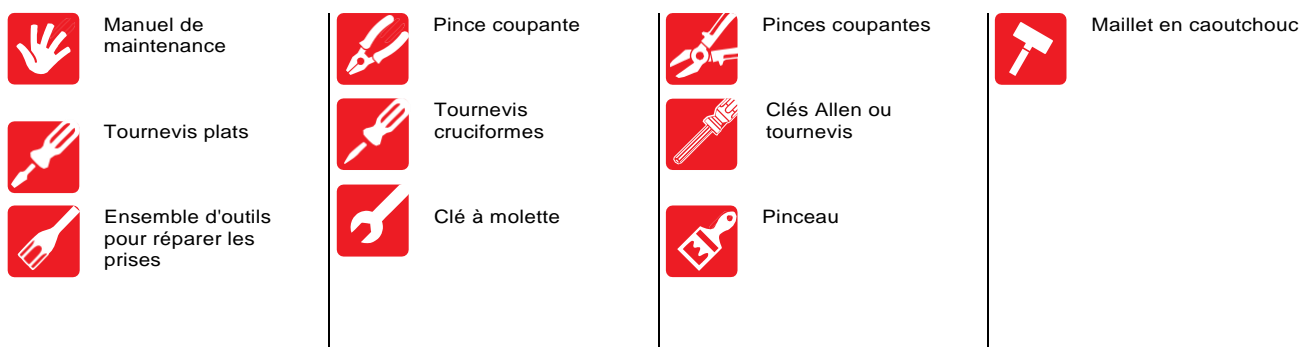 Manuel de
maintenance
Tournevis plats
Ensemble d'outils
pour réparer les
prises
Pince coupante
Tournevis
cruciformes
Clé à molette
Pinces coupantes
Clés Allen ou
tournevis
Pinceau
Maillet en caoutchouc